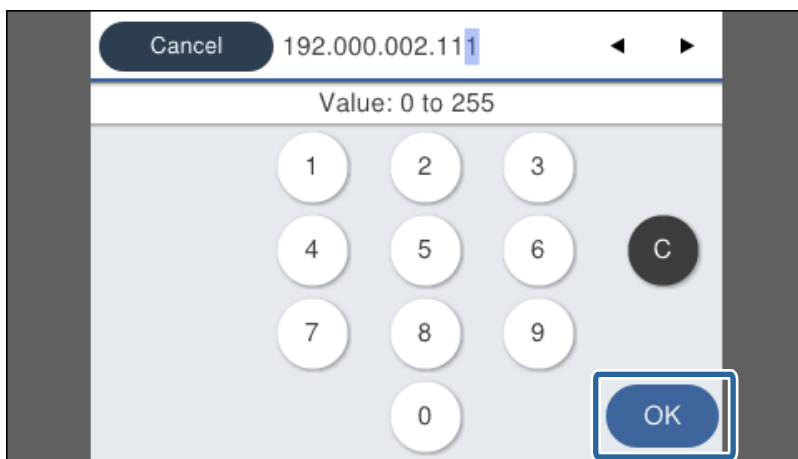 Cancel 192.000.002.111 ◄ ►
Value: 0 to 255
1 2 3
4 5 6 C
7 8 9
0 OK